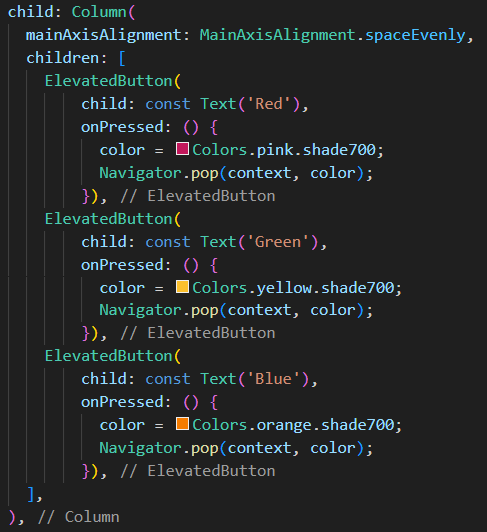 child: Column(
  mainAxisAlignment: MainAxisAlignment.spaceEvenly,
  children: [
    ElevatedButton(
        child: const Text('Red'),
        onPressed: () {
          color = Colors.pink.shade700;
          Navigator.pop(context, color);
        }), // ElevatedButton
    ElevatedButton(
        child: const Text('Green'),
        onPressed: () {
          color = Colors.yellow.shade700;
          Navigator.pop(context, color);
        }), // ElevatedButton
    ElevatedButton(
        child: const Text('Blue'),
        onPressed: () {
          color = Colors.orange.shade700;
          Navigator.pop(context, color);
        }), // ElevatedButton
  ],
), // Column